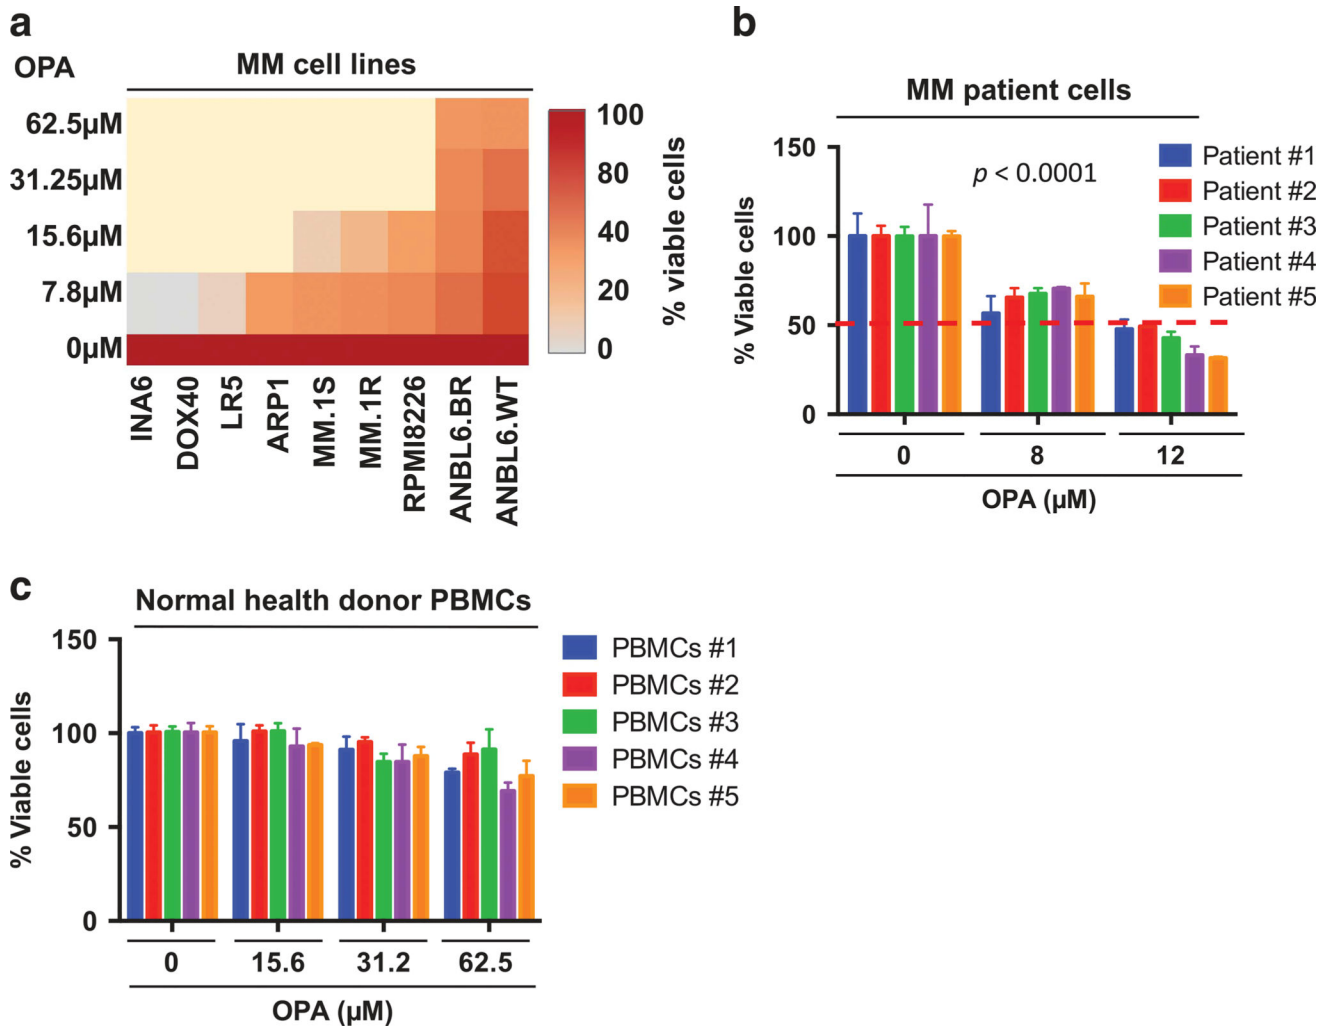 a
OPA
MM cell lines
62.5µM
31.25µM
15.6µM
7.8µM
0µM
INA6
DOX40
LR5
ARP1
MM.1S
MM.1R
RPMI8226
ANBL6.BR
ANBL6.WT
100
80
40
20
0
% viable cells
b
MM patient cells
p < 0.0001
150
100
50
0
% Viable cells
0 8 12
OPA (µM)
Patient #1
Patient #2
Patient #3
Patient #4
Patient #5
c
Normal health donor PBMCs
150
100
50
0
% Viable cells
0 15.6 31.2 62.5
OPA (µM)
PBMCs #1
PBMCs #2
PBMCs #3
PBMCs #4
PBMCs #5